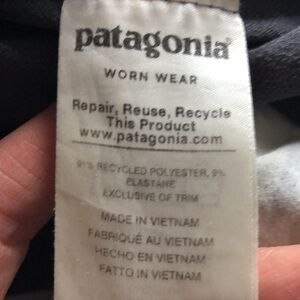 patagonia®
WORN WEAR
Repair, Reuse, Recycle
This Product
www.patagonia.com
91% RECYCLED POLYESTER, 9%
ELASTANE
EXCLUSIVE OF TRIM
MADE IN VIETNAM
FABRIQUÉ AU VIETNAM
HECHO EN VIETNAM
FATTO IN VIETNAM